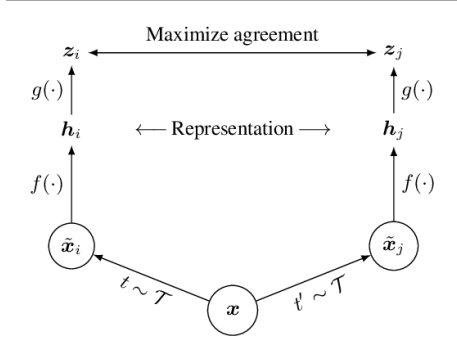 Maximize agreement
z_i z_j
g(·) g(·)
h_i ⟵ Representation ⟶ h_j
f(·) f(·)
x̃_i x̃_j
t ∼ 𝒯 t′ ∼ 𝒯
x